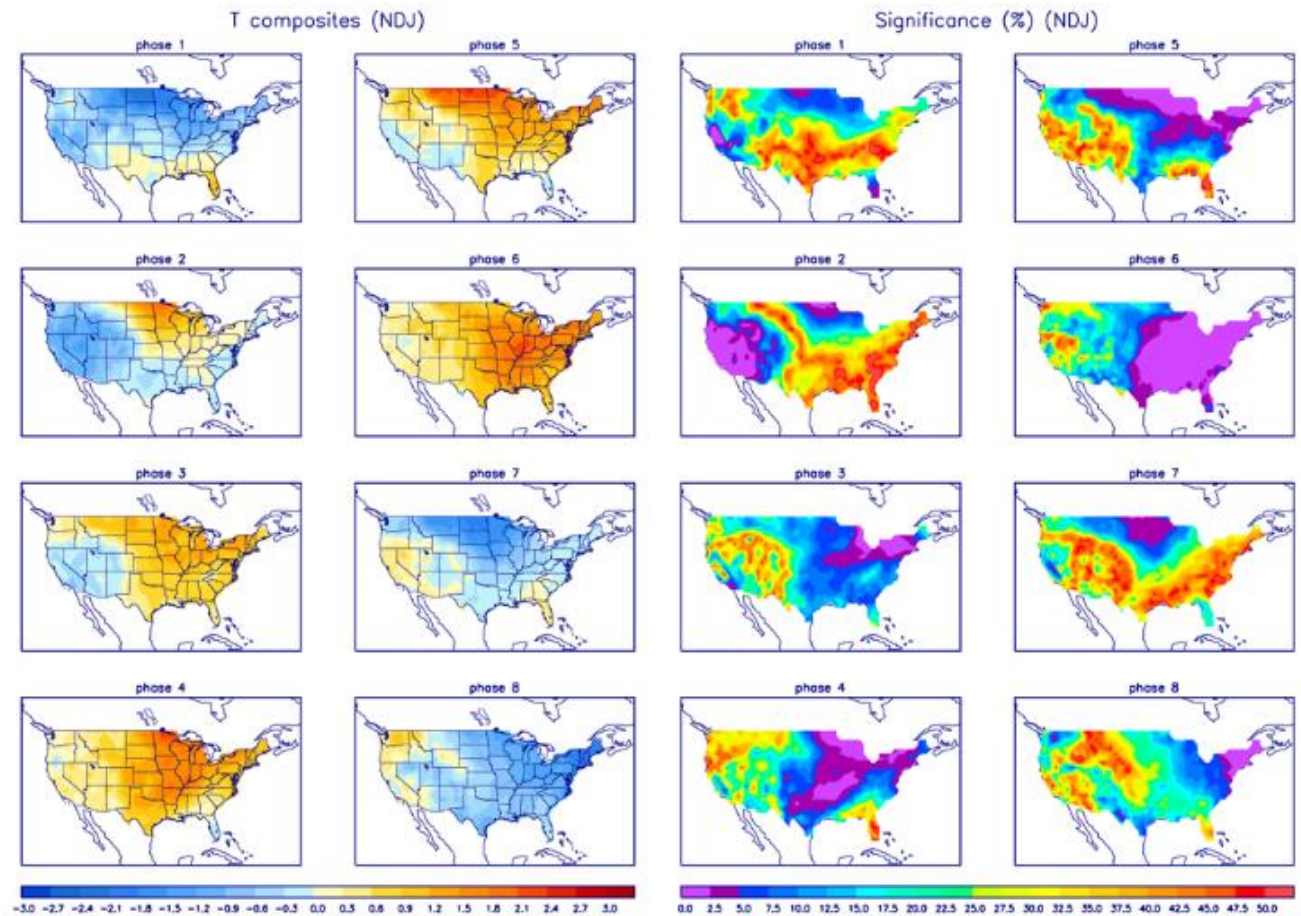 T composites (NDJ) Significance (%) (NDJ)
phase 1 phase 5 phase 1 phase 5
phase 2 phase 6 phase 2 phase 6
phase 3 phase 7 phase 3 phase 7
phase 4 phase 8 phase 4 phase 8
-3.0 -2.7 -2.4 -2.1 -1.8 -1.5 -1.2 -0.9 -0.6 -0.3 0.0 0.3 0.6 0.9 1.2 1.5 1.8 2.1 2.4 2.7 3.0 0.0 2.5 5.0 7.5 10.0 12.5 15.0 17.5 20.0 22.5 25.0 27.5 30.0 32.5 35.0 37.5 40.0 42.5 45.0 47.5 50.0